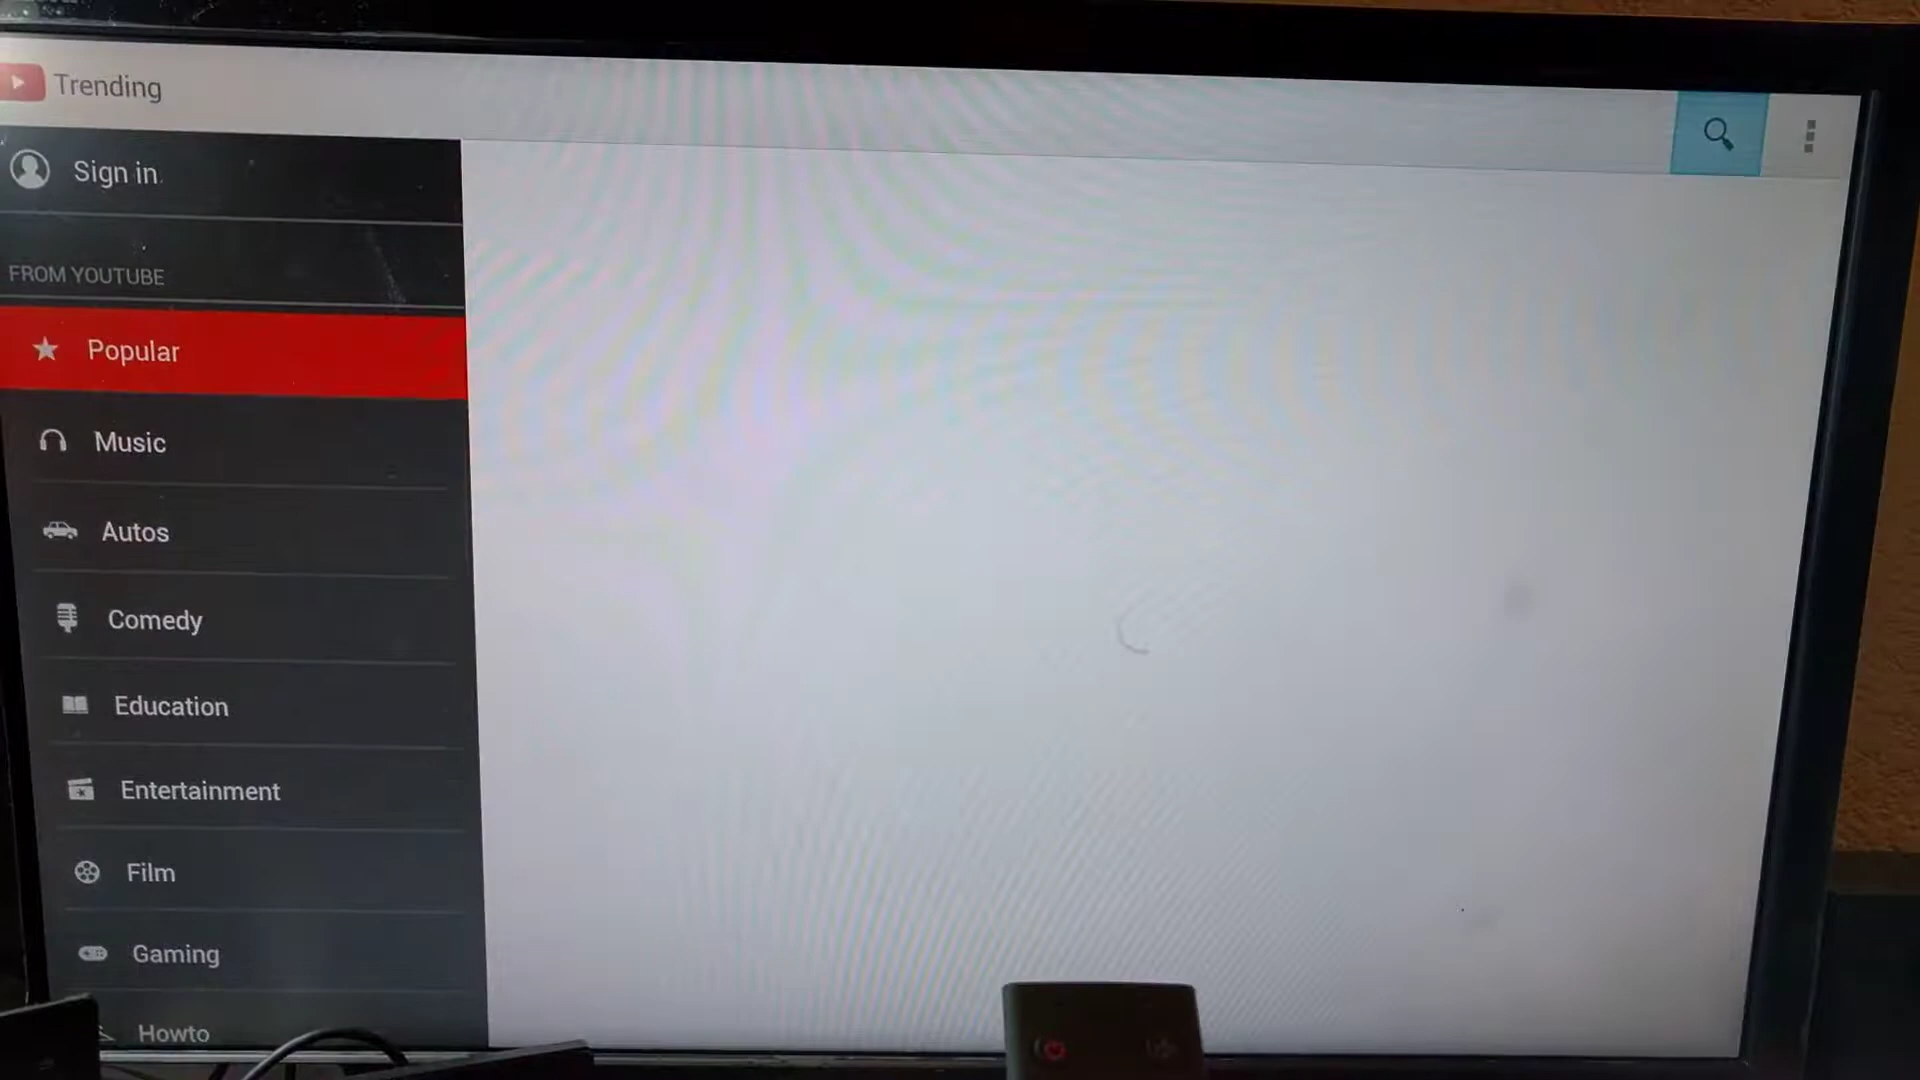 Trending
Sign in
FROM YOUTUBE
Popular
Music
Autos
Comedy
Education
Entertainment
Film
Gaming
Howto